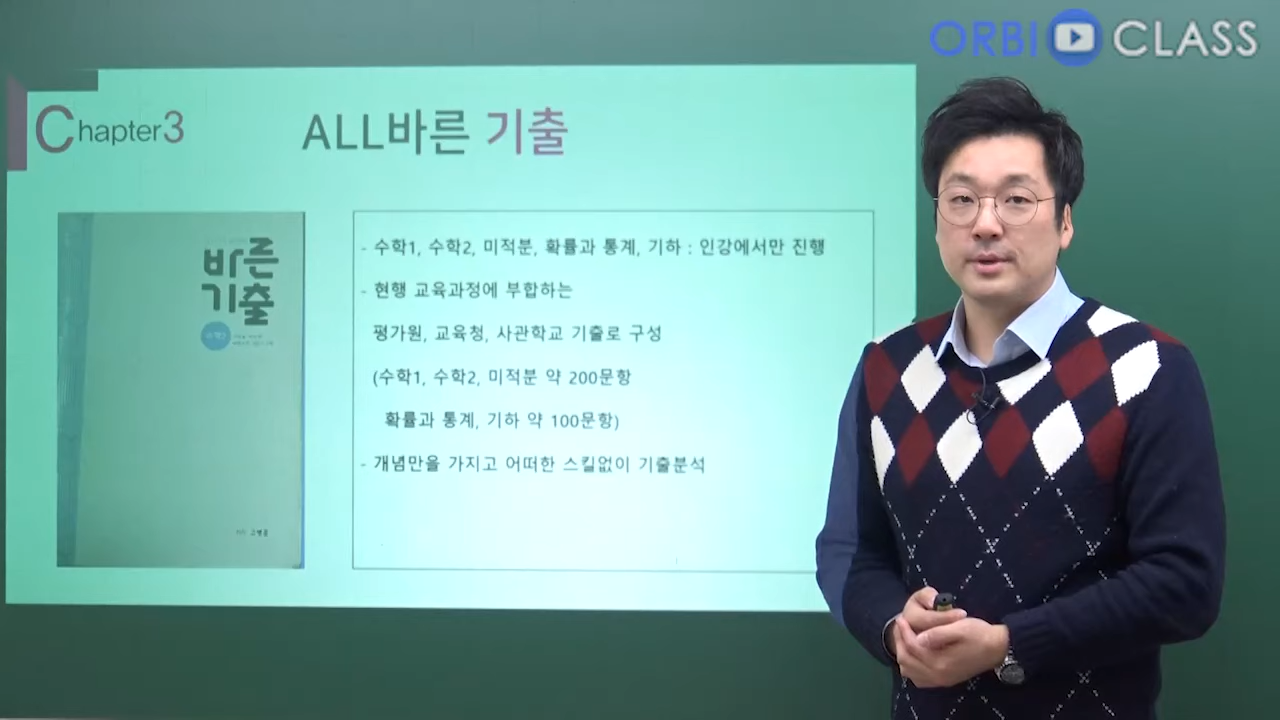 ORBI CLASS
Chapter3
ALL바른 기출
바른
기출
- 수학1, 수학2, 미적분, 확률과 통계, 기하 : 인강에서만 진행
- 현행 교육과정에 부합하는
평가원, 교육청, 사관학교 기출로 구성
(수학1, 수학2, 미적분 약 200문항
확률과 통계, 기하 약 100문항)
- 개념만을 가지고 어떠한 스킬없이 기출분석